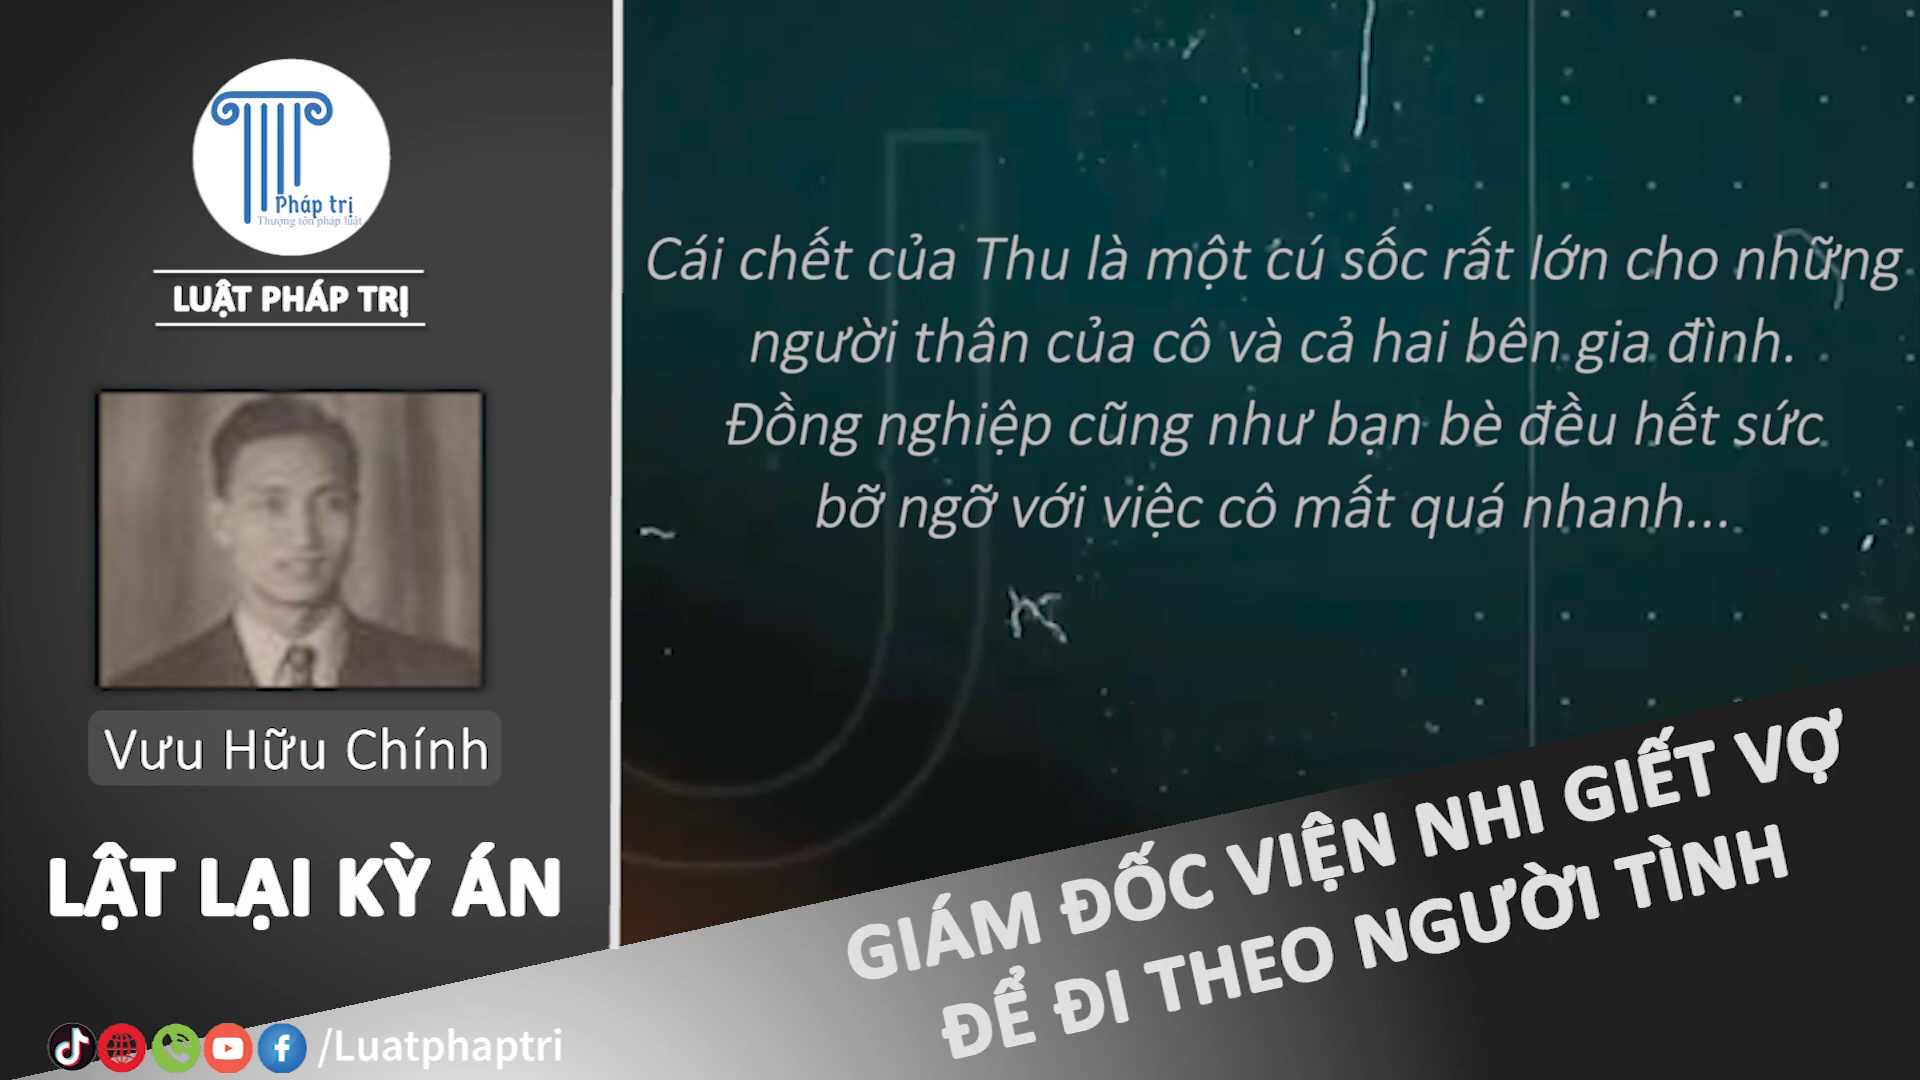 Pháp trị
Thượng tôn pháp luật
LUẬT PHÁP TRỊ
Vưu Hữu Chính
LẬT LẠI KỲ ÁN
Cái chết của Thu là một cú sốc rất lớn cho những
người thân của cô và cả hai bên gia đình.
Đồng nghiệp cũng như bạn bè đều hết sức
bỡ ngỡ với việc cô mất quá nhanh...
GIÁM ĐỐC VIỆN NHI GIẾT VỢ
ĐỂ ĐI THEO NGƯỜI TÌNH
/Luatphaptri